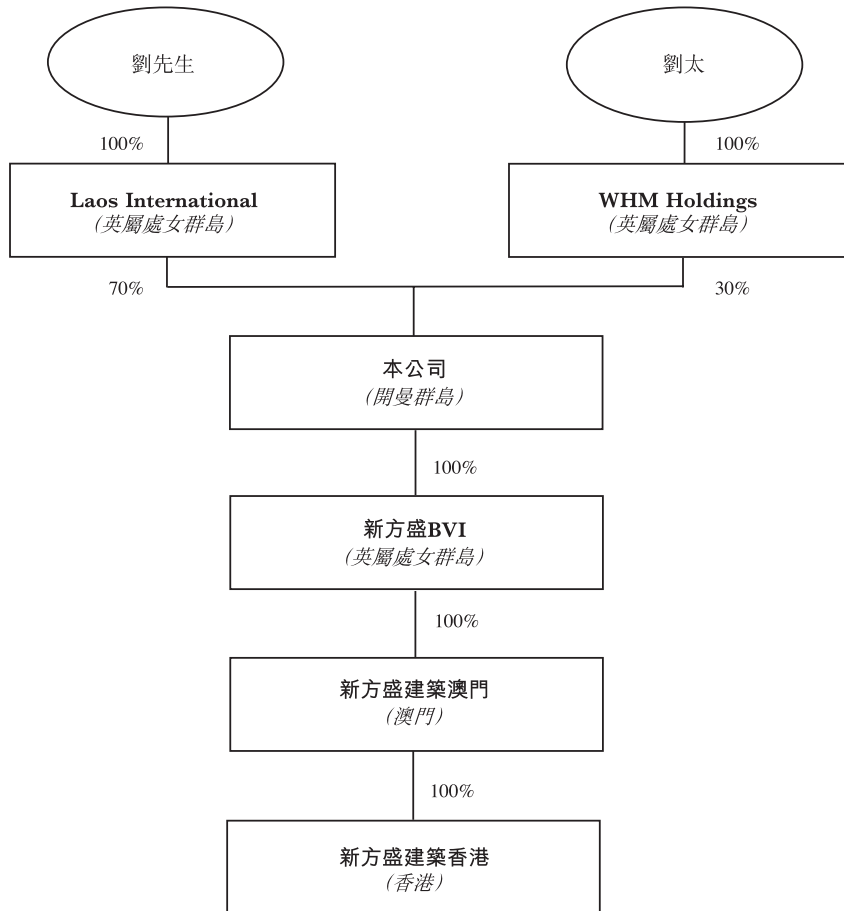 劉先生
劉太
100%
100%
Laos International
(英屬處女群島)
WHM Holdings
(英屬處女群島)
70%
30%
本公司
(開曼群島)
100%
新方盛BVI
(英屬處女群島)
100%
新方盛建築澳門
(澳門)
100%
新方盛建築香港
(香港)